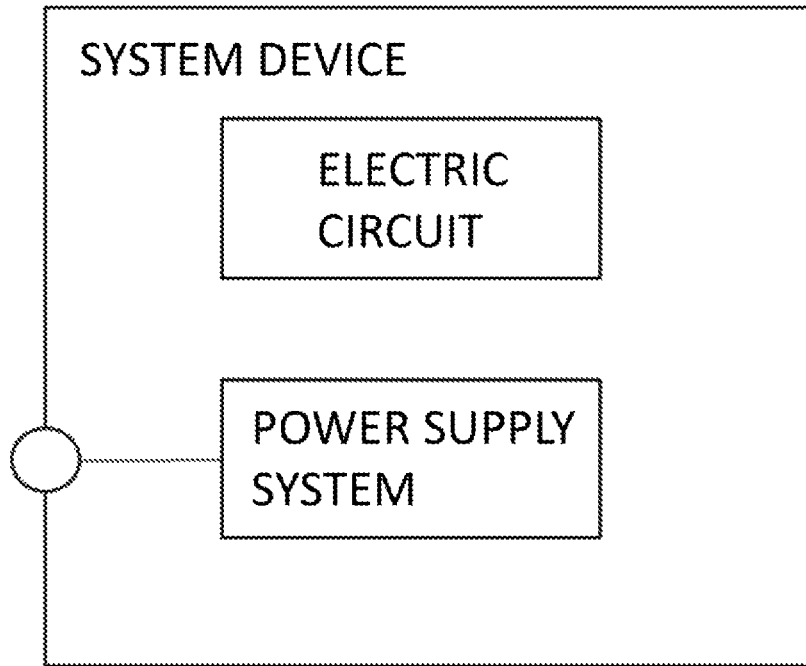 SYSTEM DEVICE
ELECTRIC
CIRCUIT
POWER SUPPLY
SYSTEM